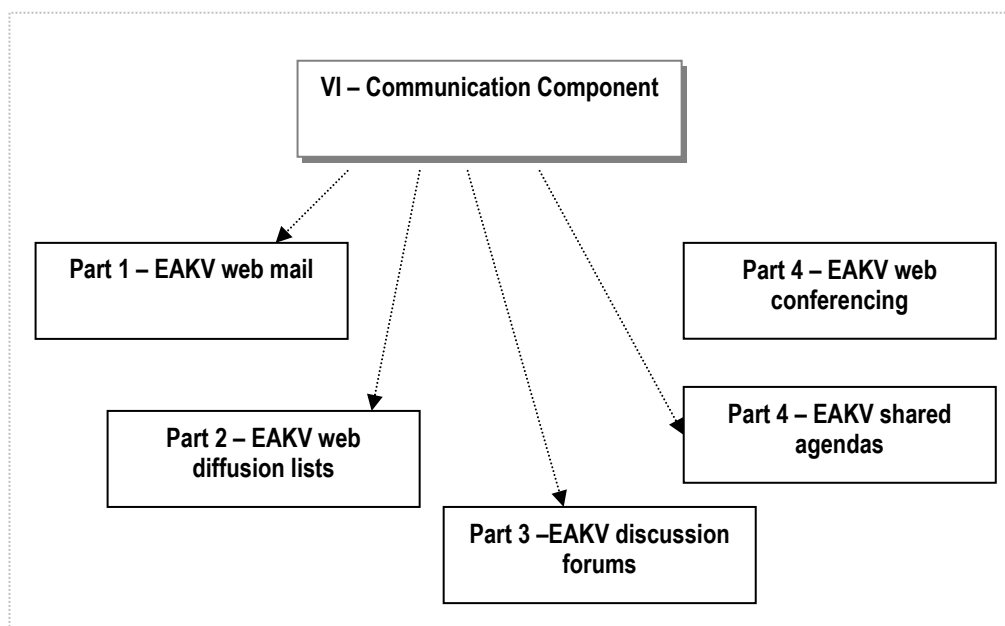 VI – Communication Component
Part 1 – EAKV web mail
Part 4 – EAKV web
conferencing
Part 2 – EAKV web
diffusion lists
Part 4 – EAKV shared
agendas
Part 3 –EAKV discussion
forums